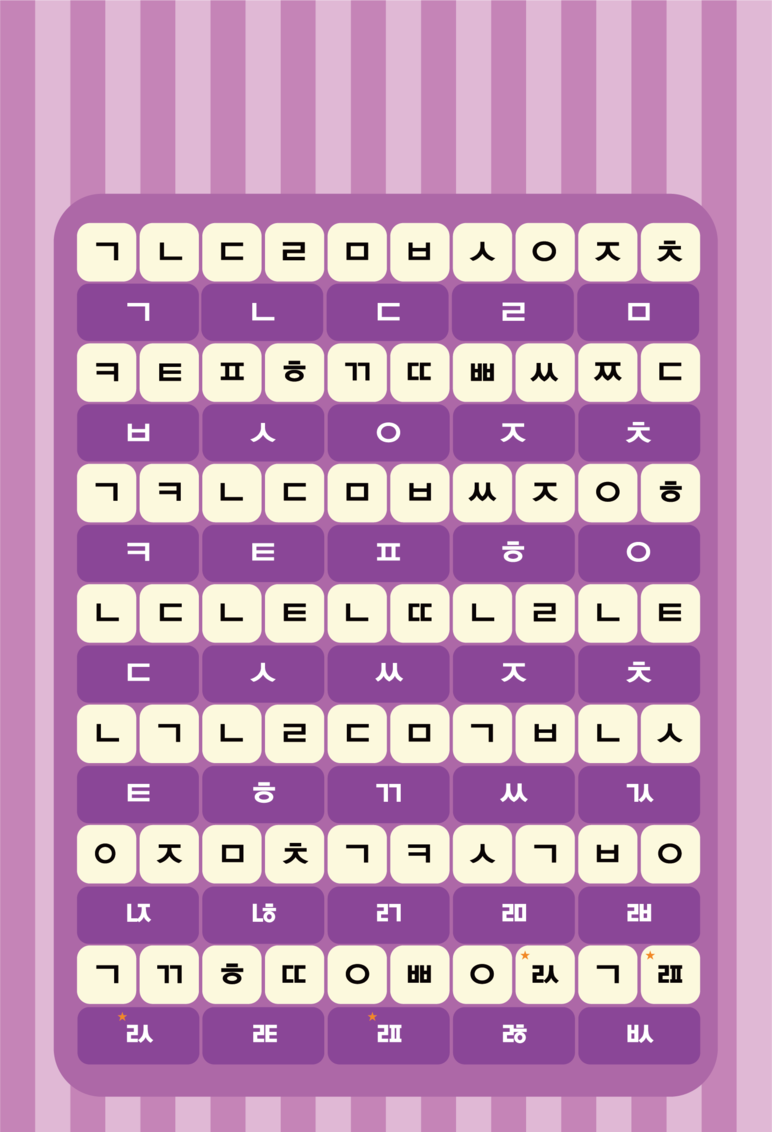 ㄱ ㄴ ㄷ ㄹ ㅁ ㅂ ㅅ ㅇ ㅈ ㅊ
ㄱ ㄴ ㄷ ㄹ ㅁ
ㅋ ㅌ ㅍ ㅎ ㄲ ㄸ ㅃ ㅆ ㅉ ㄷ
ㅂ ㅅ ㅇ ㅈ ㅊ
ㄱ ㅋ ㄴ ㄷ ㅁ ㅂ ㅆ ㅈ ㅇ ㅎ
ㅋ ㅌ ㅍ ㅎ ㅇ
ㄴ ㄷ ㄴ ㅌ ㄴ ㄸ ㄴ ㄹ ㄴ ㅌ
ㄷ ㅅ ㅆ ㅈ ㅊ
ㄴ ㄱ ㄴ ㄹ ㄷ ㅁ ㄱ ㅂ ㄴ ㅅ
ㅌ ㅎ ㄲ ㅆ ㄳ
ㅇ ㅈ ㅁ ㅊ ㄱ ㅋ ㅅ ㄱ ㅂ ㅇ
ㄵ ㄶ ㄺ ㄻ ㄼ
ㄱ ㄲ ㅎ ㄸ ㅇ ㅃ ㅇ ㄽ ㄱ ㄿ
ㄽ ㄾ ㄿ ㅀ ㅄ